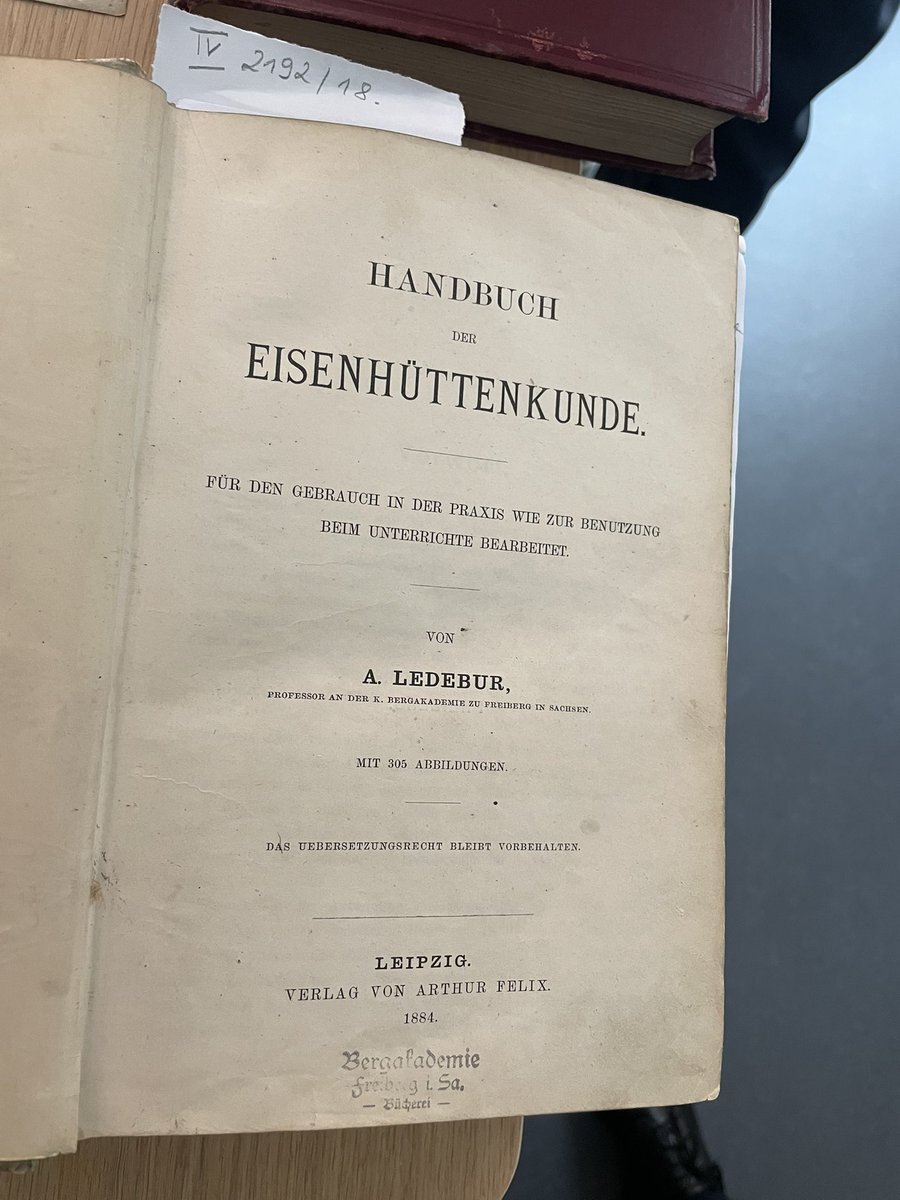 IV 2192/18.
HANDBUCH
DER
EISENHÜTTENKUNDE.
FÜR DEN GEBRAUCH IN DER PRAXIS WIE ZUR BENUTZUNG
BEIM UNTERRICHTE BEARBEITET.
VON
A. LEDEBUR,
PROFESSOR AN DER K. BERGAKADEMIE ZU FREIBERG IN SACHSEN.
MIT 305 ABBILDUNGEN.
DAS UEBERSETZUNGSRECHT BLEIBT VORBEHALTEN.
LEIPZIG.
VERLAG VON ARTHUR FELIX.
1884.
Bergakademie
Freiberg i. Sa.
— Bücherei —